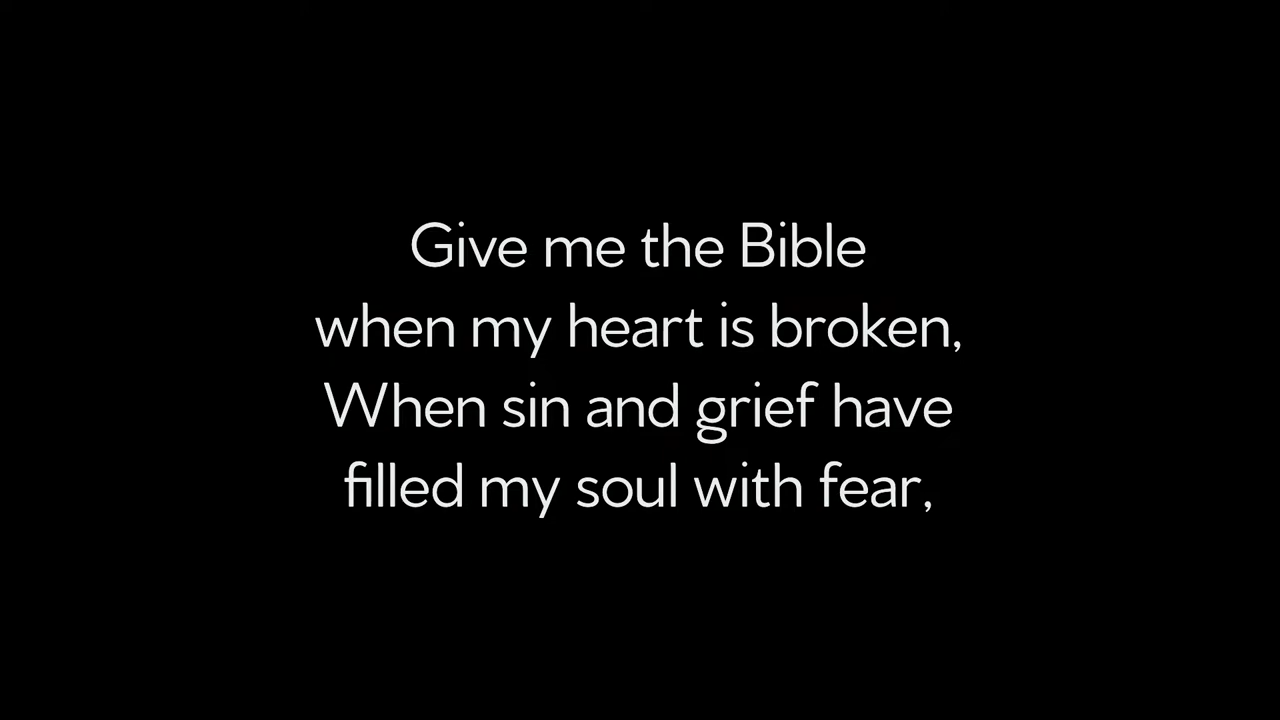 Give me the Bible
when my heart is broken,
When sin and grief have
filled my soul with fear,